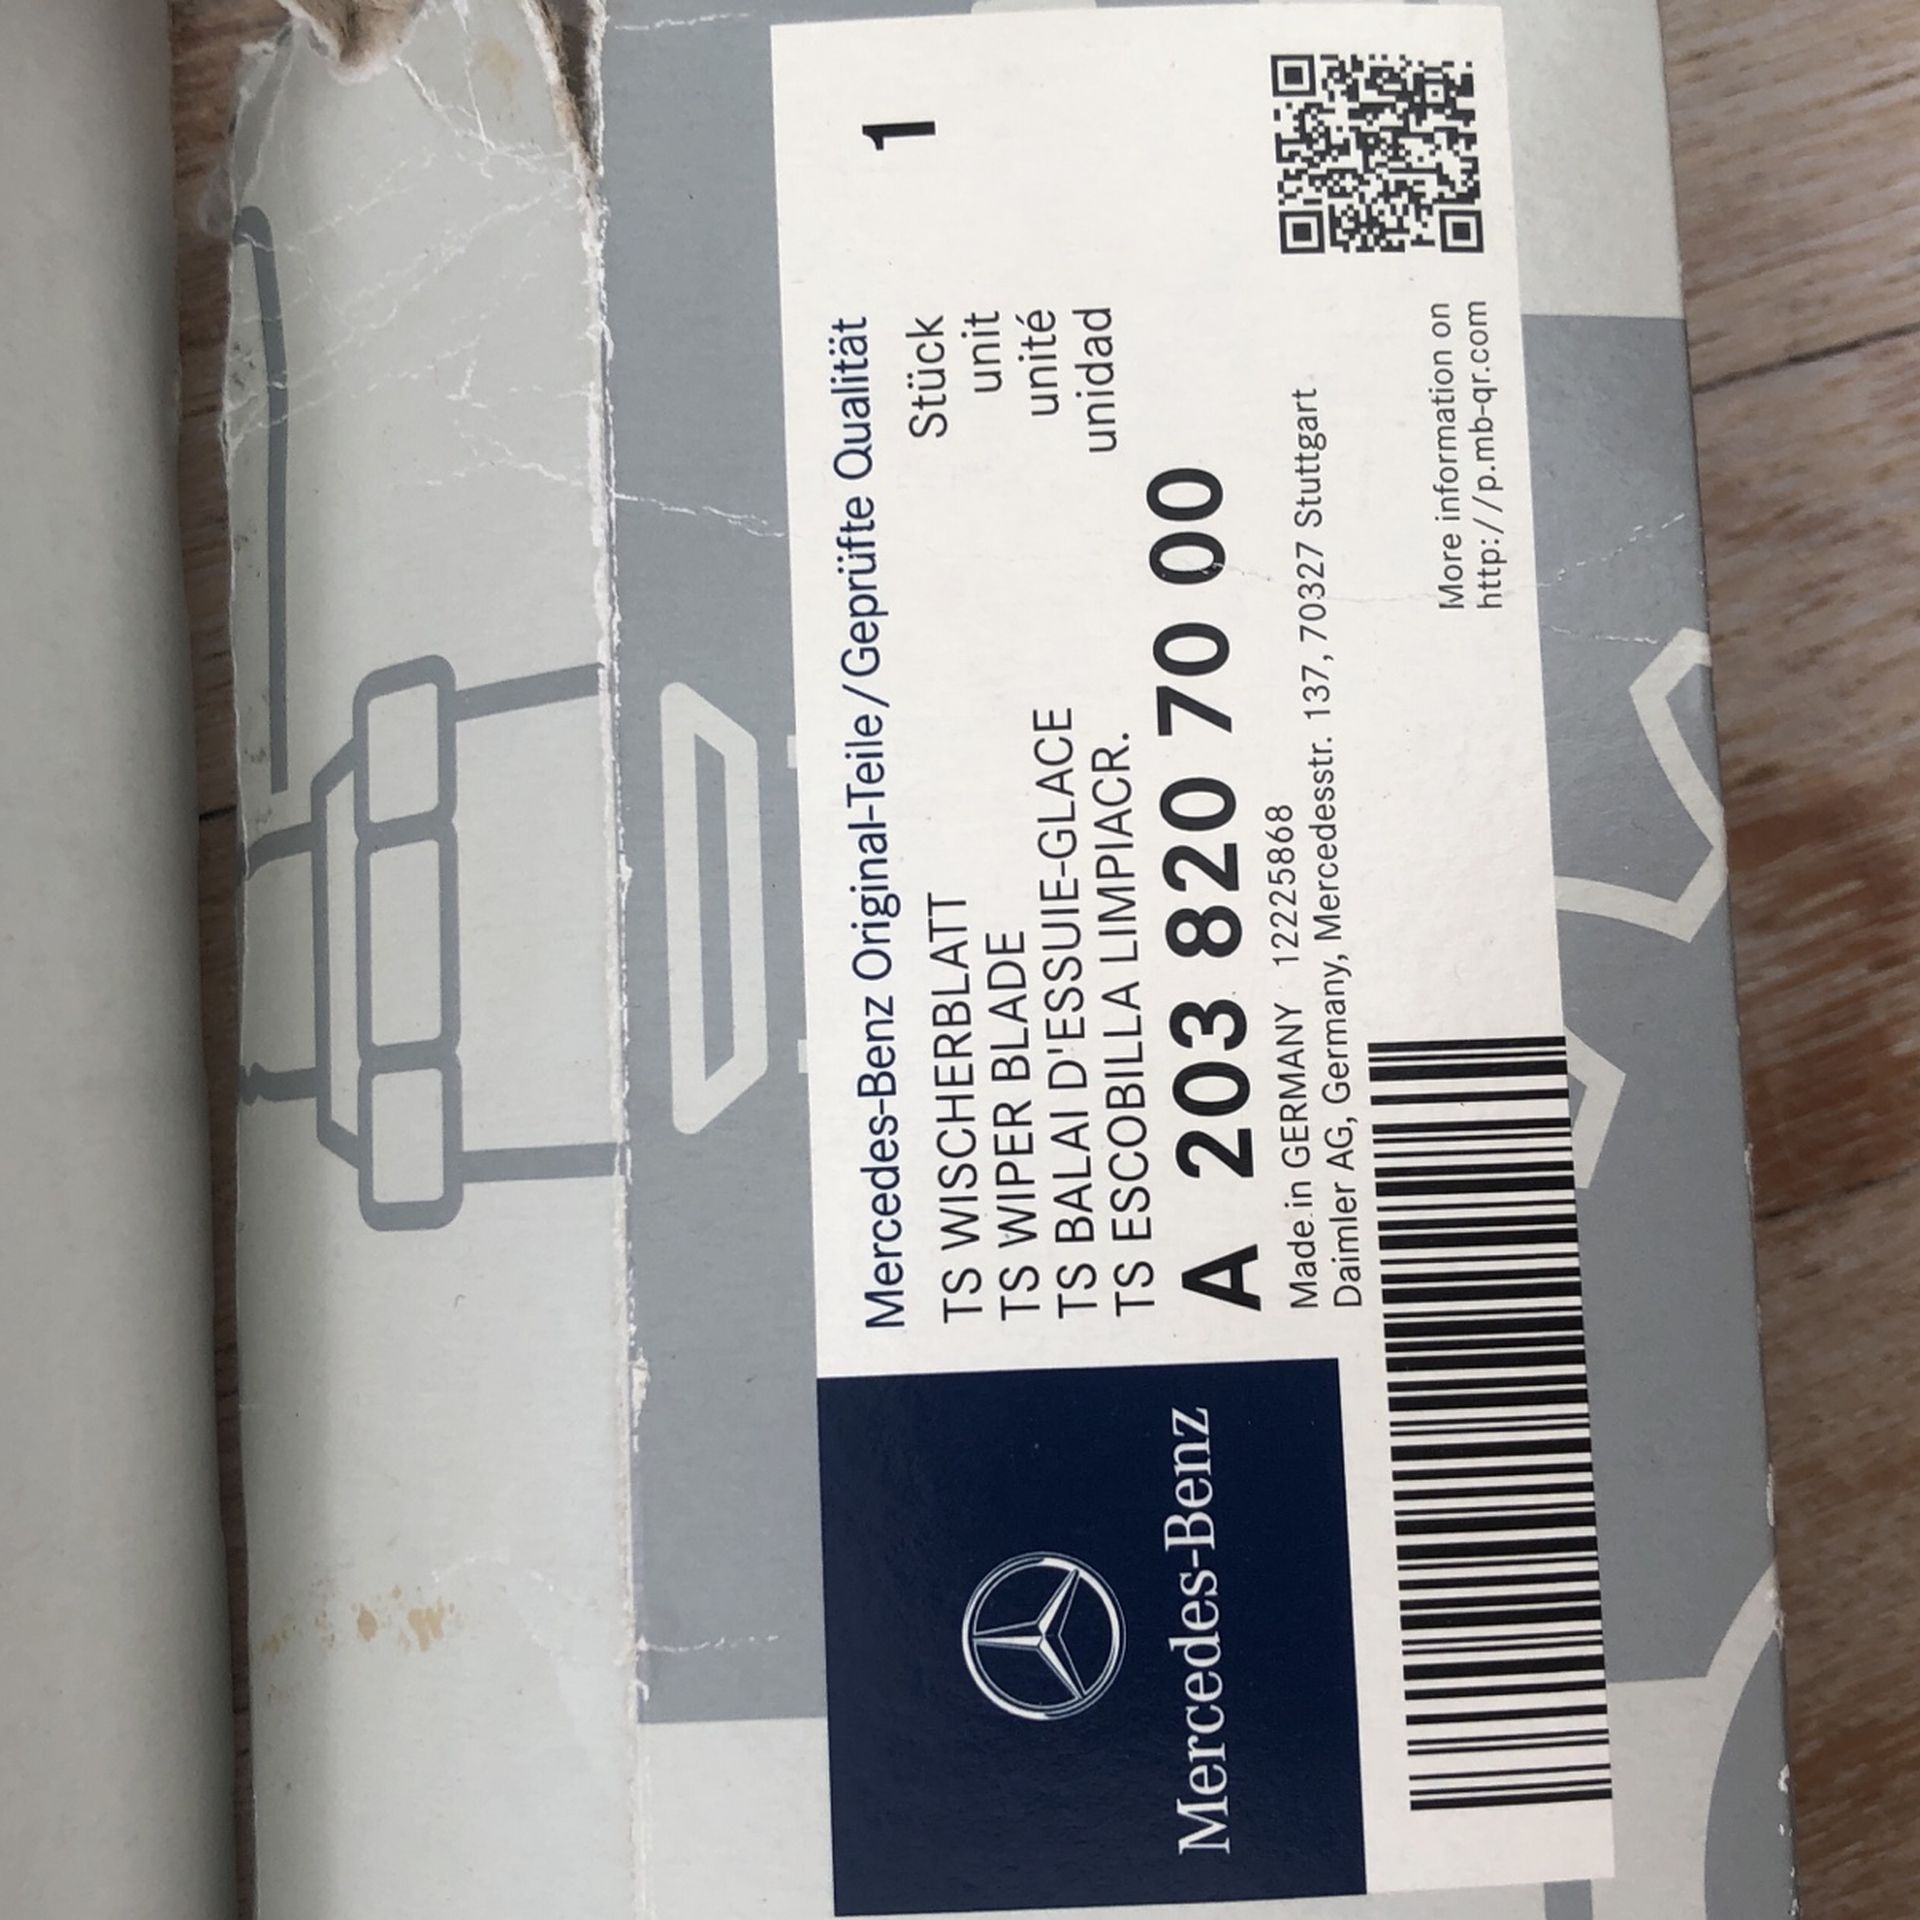 Mercedes-Benz Original-Teile/Geprüfte Qualität
1
TS WISCHERBLATT Stück
TS WIPER BLADE unit
TS BALAI D'ESSUIE-GLACE unité
TS ESCOBILLA LIMPIACR. unidad
A 203 820 70 00
Made in GERMANY 12225868
Daimler AG, Germany, Mercedesstr. 137, 70327 Stuttgart
More information on
http://p.mb-qr.com
Mercedes-Benz